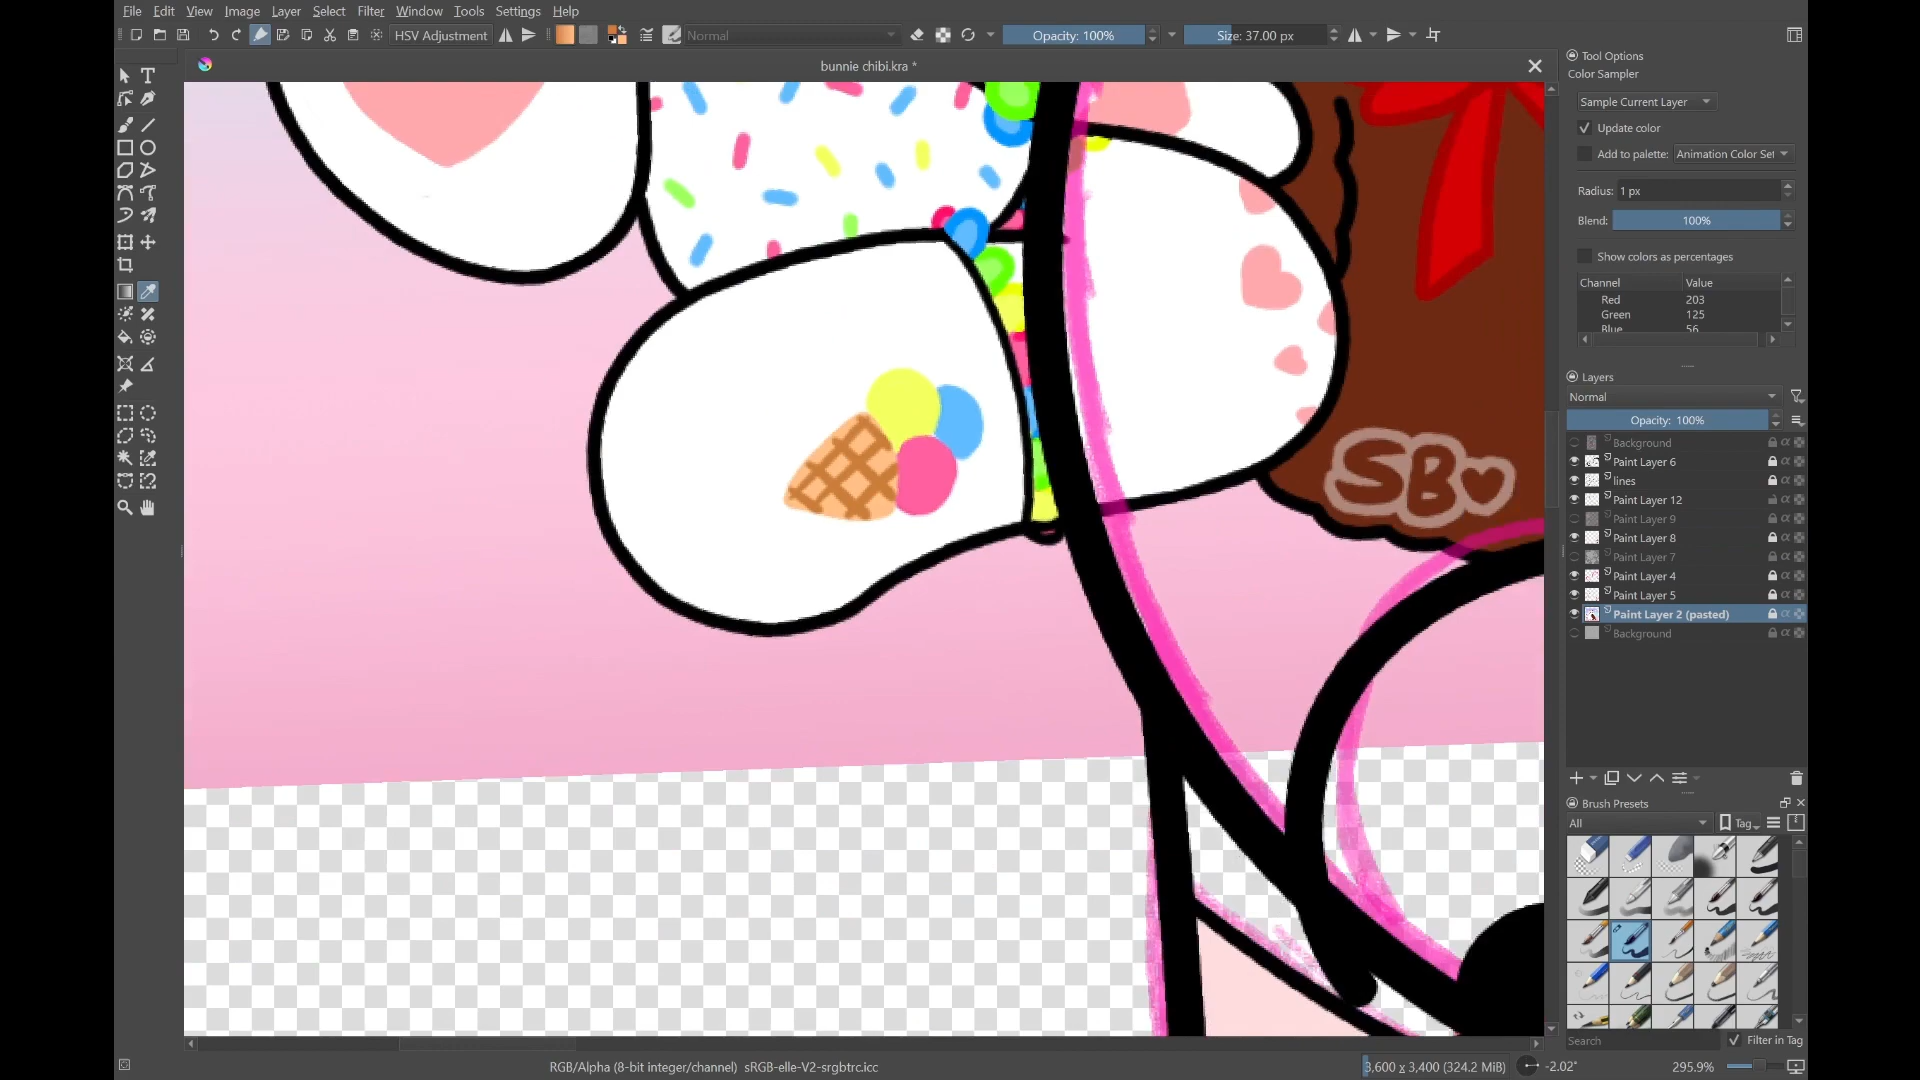 File Edit View Image Layer Select Filter Window Tools Settings Help
HSV Adjustment Normal Opacity: 100% Size: 37.00 px
bunnie chibi.kra *
Tool Options
Color Sampler
Sample Current Layer
Update color
Add to palette: Animation Color Set
Radius: 1 px
Blend: 100%
Show colors as percentages
Channel Value
Red 203
Green 125
Blue 56
Layers
Normal
Opacity: 100%
Background
Paint Layer 6
lines
Paint Layer 12
Paint Layer 9
Paint Layer 8
Paint Layer 7
Paint Layer 4
Paint Layer 5
Paint Layer 2 (pasted)
Background
SB
Brush Presets
All Tag
Search Filter in Tag
RGB/Alpha (8-bit integer/channel) sRGB-elle-V2-srgbtrc.icc 3,600 x 3,400 (324.2 MiB) -2.02° 295.9%